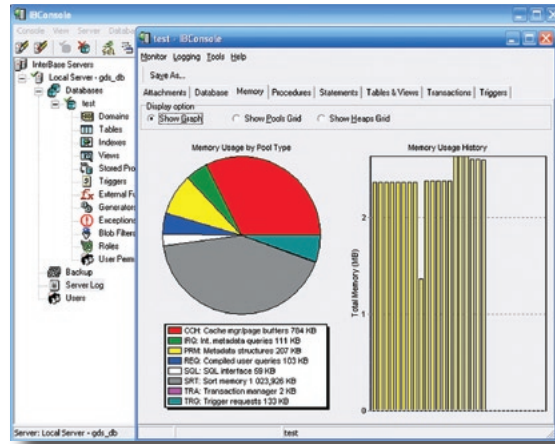 IBConsole
Console View Server Database
test - IBConsole
Monitor Logging Tools Help
Save As...
InterBase Servers
Local Server - gds_db
Databases
test
Domains
Tables
Indexes
Views
Stored Pro
Triggers
External F
Generators
Exceptions
Blob Filters
Roles
User Permi
Backup
Server Log
Users
Attachments Database Memory Procedures Statements Tables & Views Transactions Triggers
Display option
Show Graph Show Pools Grid Show Heaps Grid
Memory Usage by Pool Type
CCH: Cache mgr/page buffers 784 KB
IRQ: Int. metadata queries 111 KB
PRM: Metadata structures 207 KB
REQ: Compiled user queries 103 KB
SQL: SQL interface 59 KB
SRT: Sort memory 1 023,926 KB
TRA: Transaction manager 2 KB
TRQ: Trigger requests 133 KB
Memory Usage History
Total Memory (MB)
2
1
0
Server: Local Server - gds_db
test